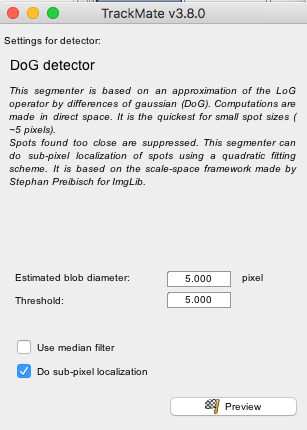 TrackMate v3.8.0
Settings for detector:
DoG detector
This segmenter is based on an approximation of the LoG
operator by differences of gaussian (DoG). Computations are
made in direct space. It is the quickest for small spot sizes (
~5 pixels).
Spots found too close are suppressed. This segmenter can
do sub-pixel localization of spots using a quadratic fitting
scheme. It is based on the scale-space framework made by
Stephan Preibisch for ImgLib.
Estimated blob diameter: 5.000 pixel
Threshold: 5.000
Use median filter
Do sub-pixel localization
Preview